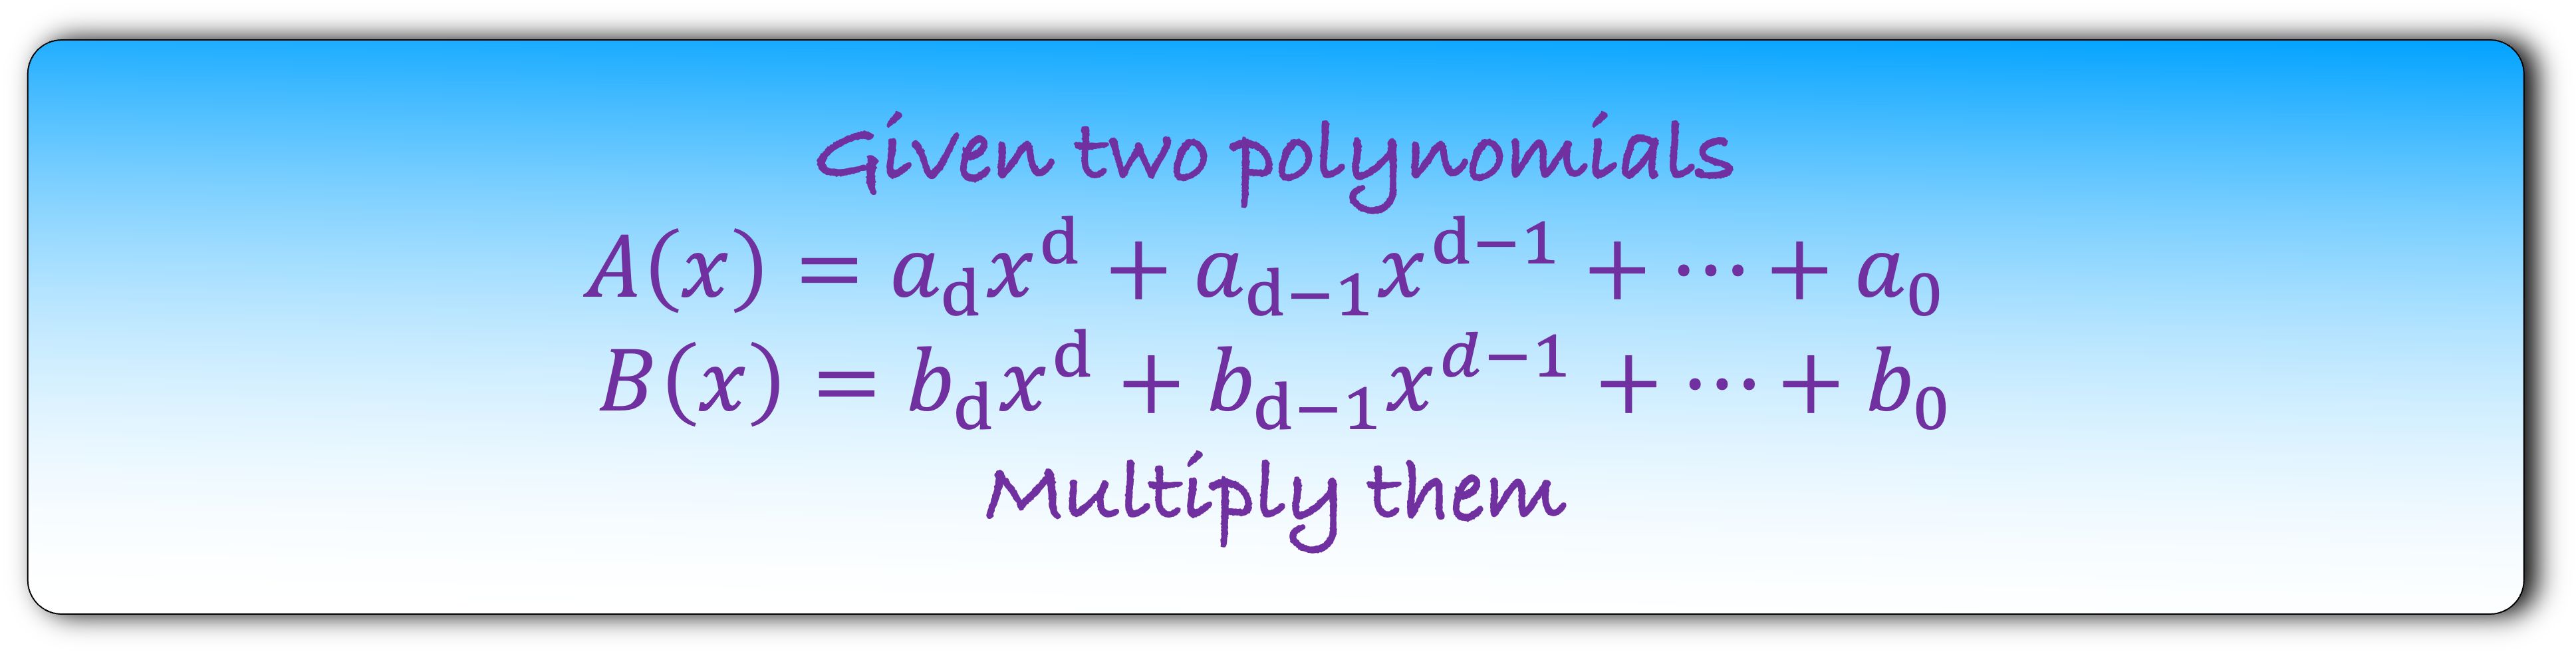 Given two polynomials
A(x) = a_d x^d + a_{d−1} x^{d−1} + ⋯ + a_0
B(x) = b_d x^d + b_{d−1} x^{d−1} + ⋯ + b_0
Multiply them